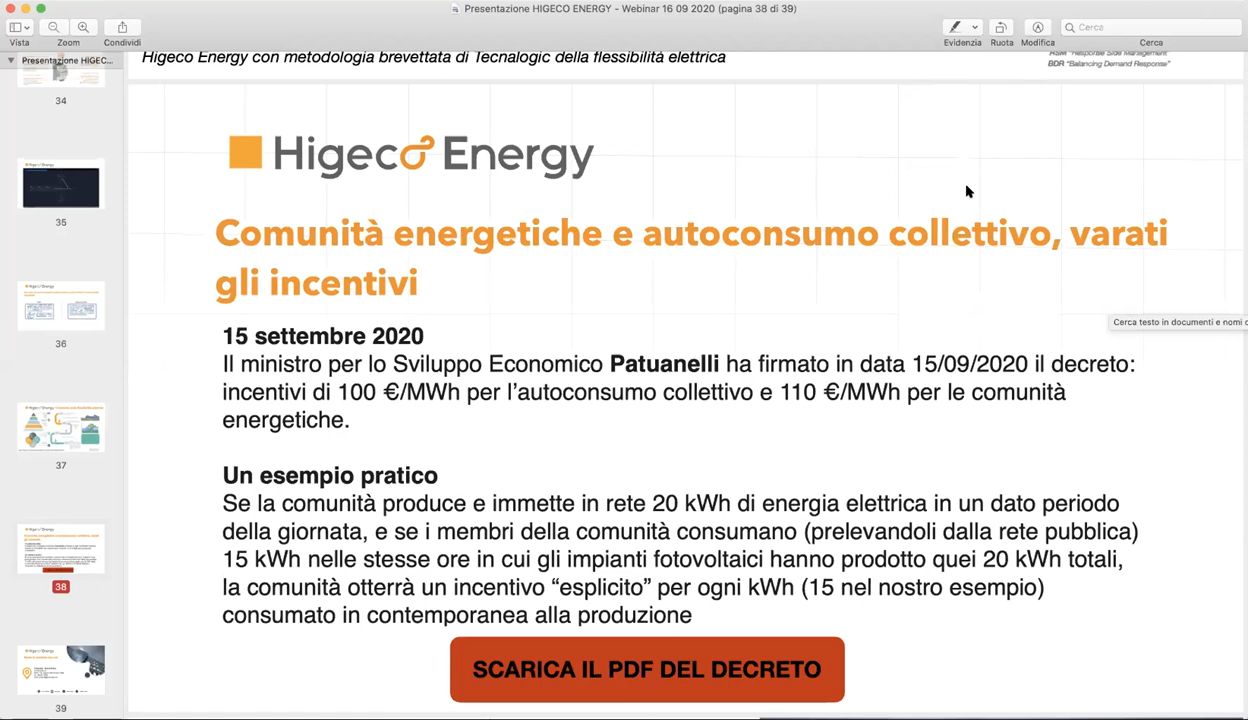 Presentazione HIGECO ENERGY - Webinar 16 09 2020 (pagina 38 di 39)
Vista
Zoom
Condividi
Evidenzia
Ruota
Modifica
Cerca
Cerca
Presentazione HIGEC...
Higeco Energy con metodologia brevettata di Tecnalogic della flessibilità elettrica
BDR "Balancing Demand Response"
34
35
36
37
38
39
Higeco Energy
Comunità energetiche e autoconsumo collettivo, varati
gli incentivi
Cerca testo in documenti e nomi
15 settembre 2020
Il ministro per lo Sviluppo Economico Patuanelli ha firmato in data 15/09/2020 il decreto:
incentivi di 100 €/MWh per l'autoconsumo collettivo e 110 €/MWh per le comunità
energetiche.
Un esempio pratico
Se la comunità produce e immette in rete 20 kWh di energia elettrica in un dato periodo
della giornata, e se i membri della comunità consumano (prelevandoli dalla rete pubblica)
15 kWh nelle stesse ore in cui gli impianti fotovoltaici hanno prodotto quei 20 kWh totali,
la comunità otterrà un incentivo “esplicito” per ogni kWh (15 nel nostro esempio)
consumato in contemporanea alla produzione
SCARICA IL PDF DEL DECRETO